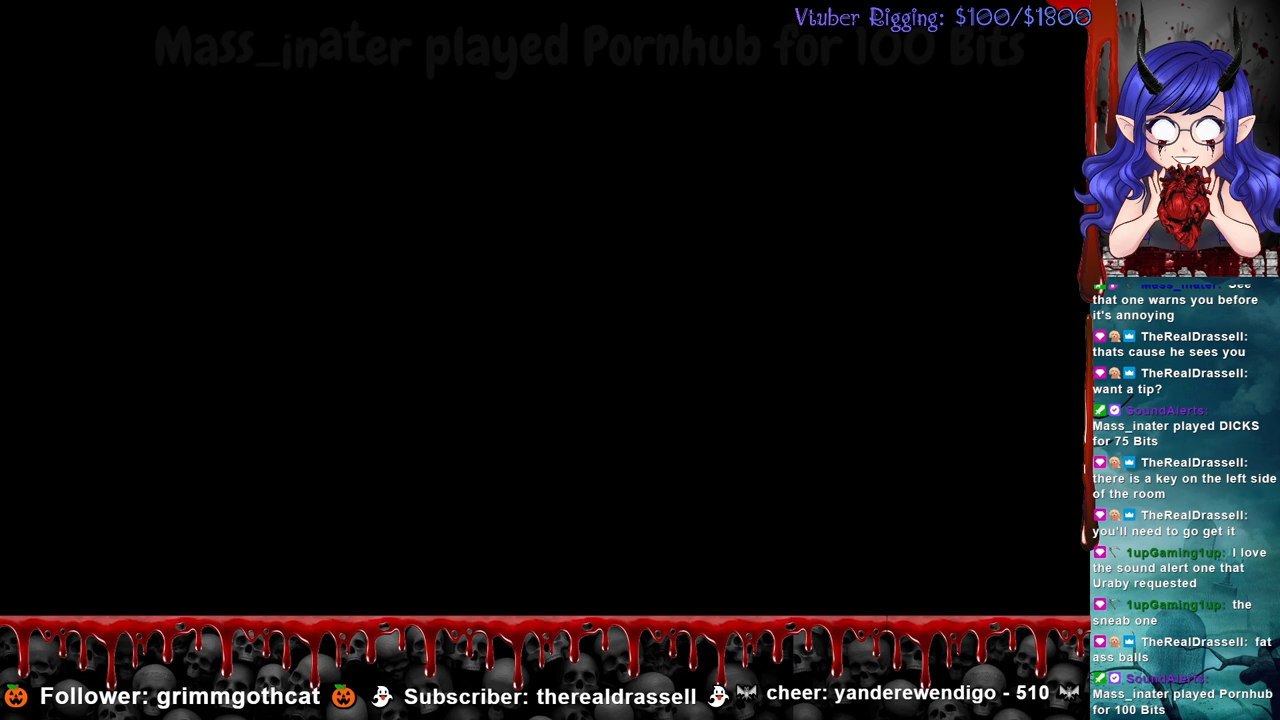 Vtuber Rigging: $100/$1800
Mass_inater played Pornhub for 100 Bits
Mass_inater: See
that one warns you before
it's annoying
TheRealDrassell:
thats cause he sees you
TheRealDrassell:
want a tip?
SoundAlerts:
Mass_inater played DICKS
for 75 Bits
TheRealDrassell:
there is a key on the left side
of the room
TheRealDrassell:
you'll need to go get it
1upGaming1up: I love
the sound alert one that
Uraby requested
1upGaming1up: the
sneab one
TheRealDrassell: fat
ass balls
SoundAlerts:
Mass_inater played Pornhub
for 100 Bits
Follower: grimmgothcat
Subscriber: therealdrassell
cheer: yanderewendigo - 510